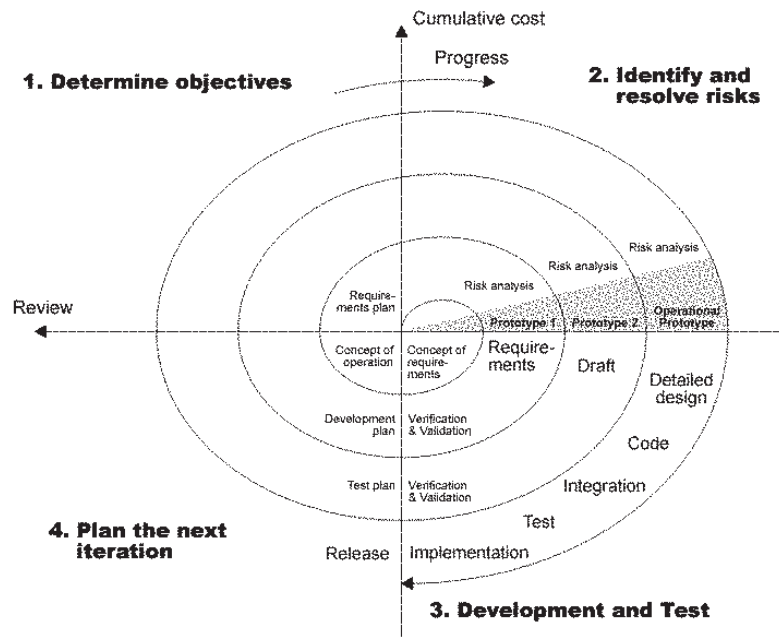 Cumulative cost
Progress
1. Determine objectives
2. Identify and
resolve risks
Risk analysis
Risk analysis
Risk analysis
Review
Require-
ments plan
Prototype 1
Prototype 2
Operational
Prototype
Concept of
operation
Concept of
require-
ments
Require-
ments
Draft
Detailed
design
Development
plan
Verification
& Validation
Code
Test plan
Verification
& Validation
Integration
Test
4. Plan the next
iteration
Release
Implementation
3. Development and Test